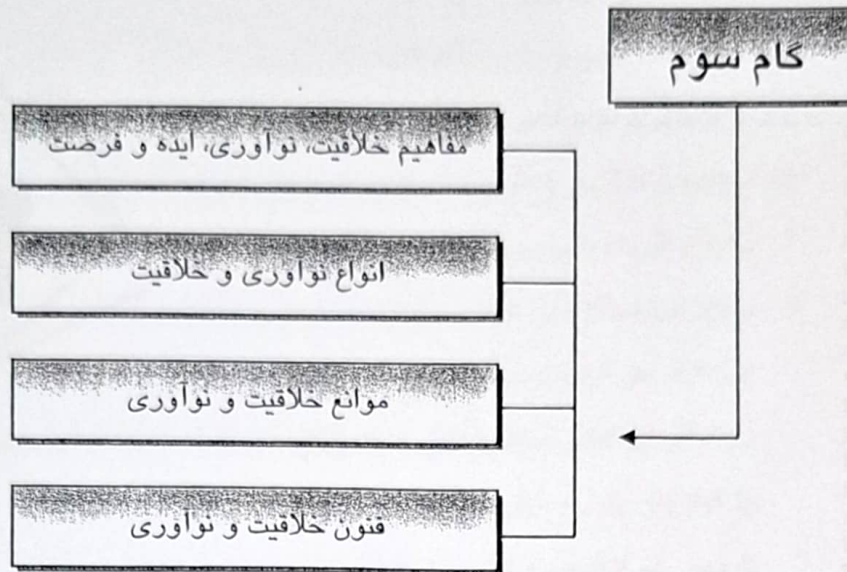 گام سوم
مفاهیم خلاقیت، نوآوری، ایده و فرصت
انواع نوآوری و خلاقیت
موانع خلاقیت و نوآوری
فنون خلاقیت و نوآوری